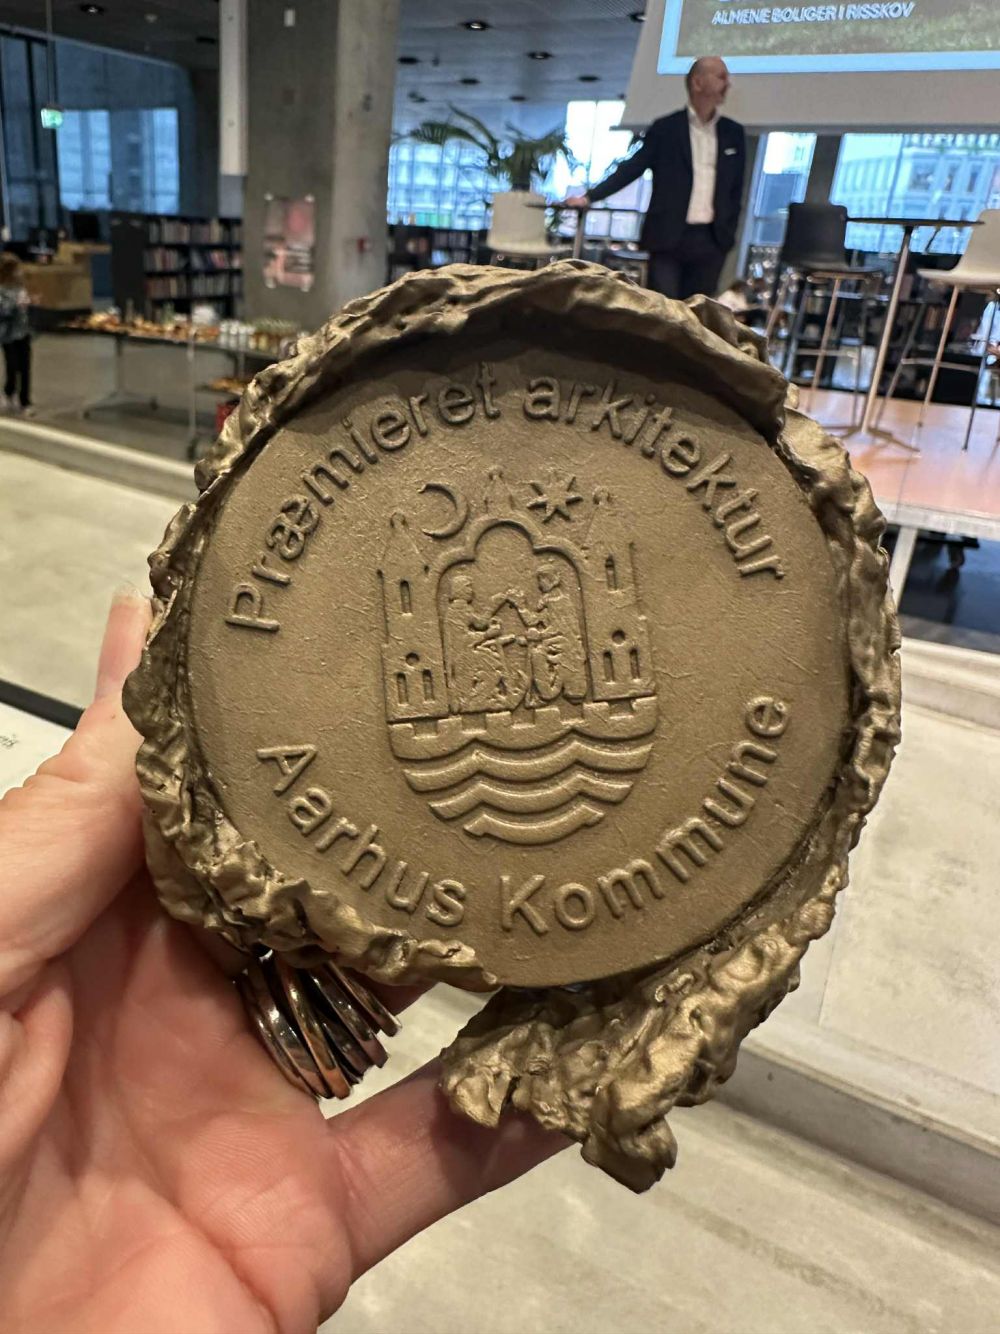 ALMENE BOLIGER I RISSKOV
Præmieret arkitektur
Aarhus Kommune